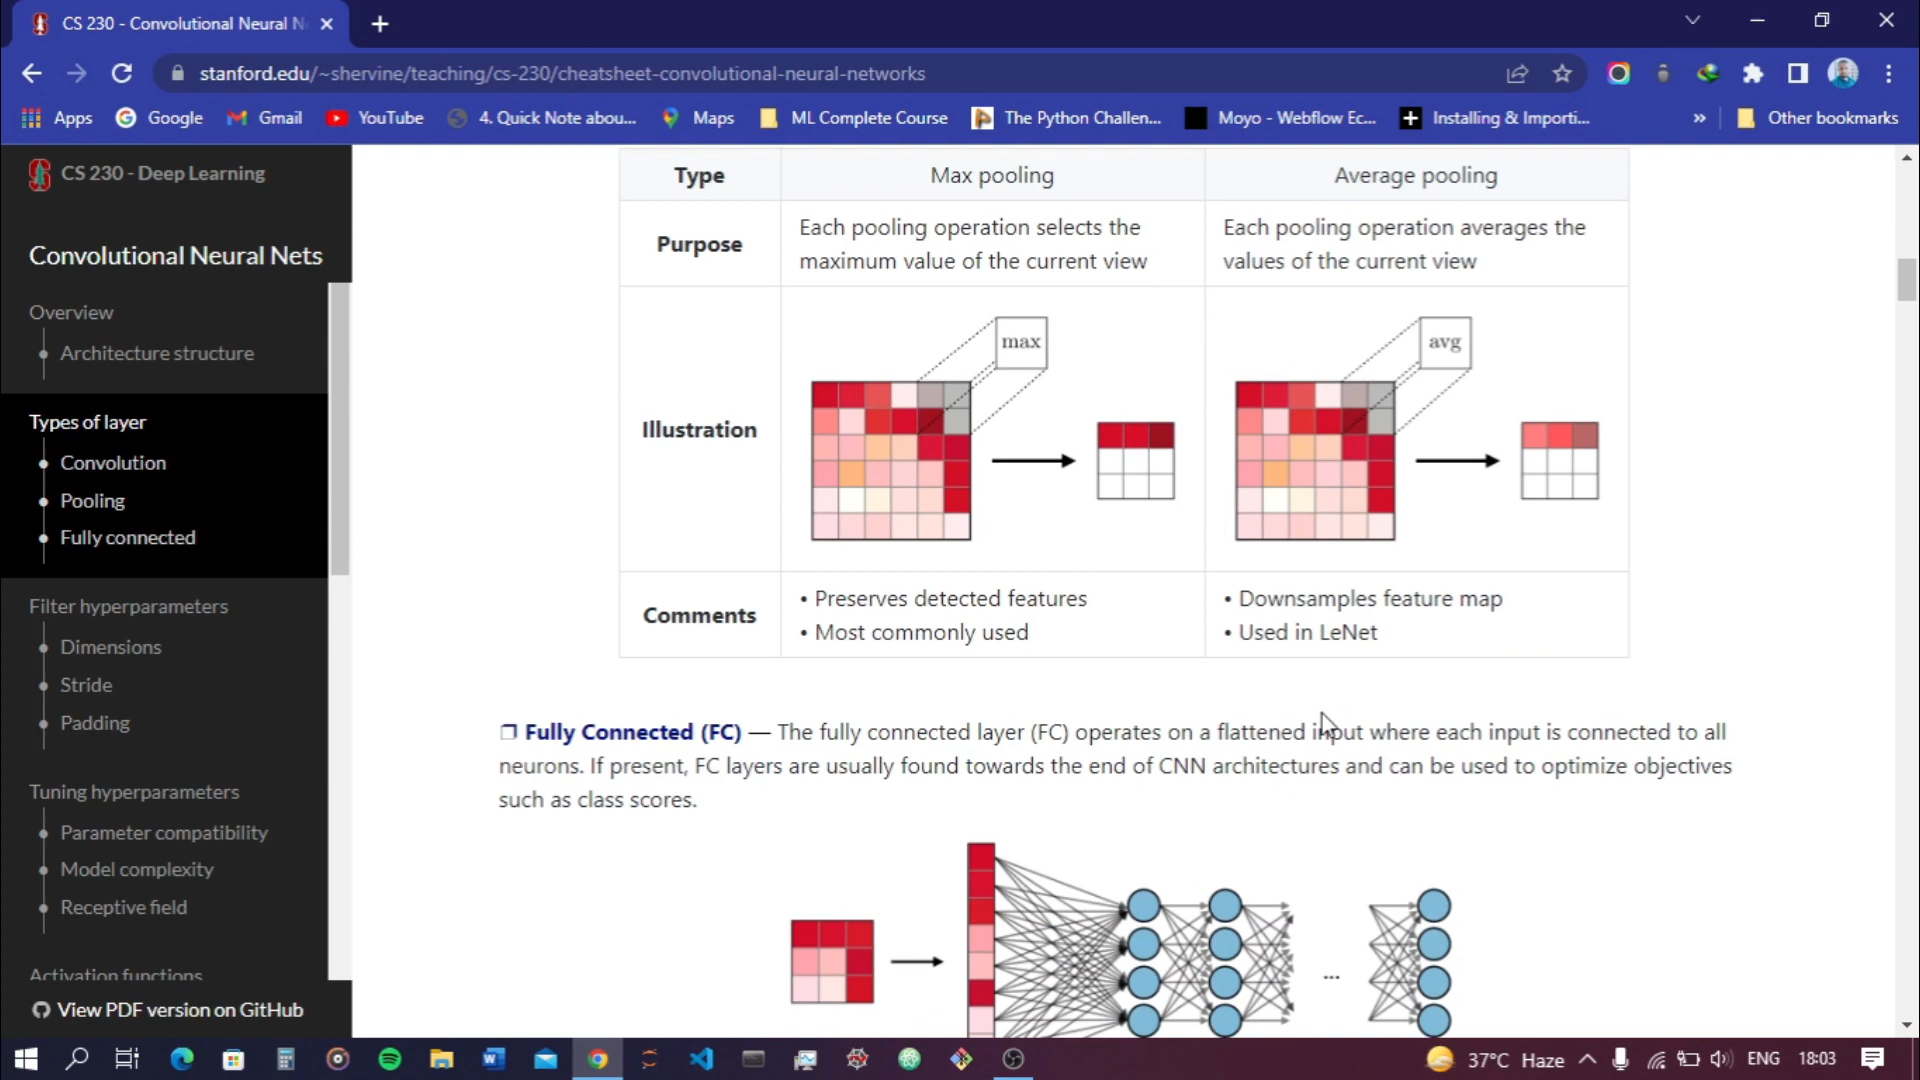 CS 230 - Convolutional Neural N
stanford.edu/~shervine/teaching/cs-230/cheatsheet-convolutional-neural-networks
Apps
Google
Gmail
YouTube
4. Quick Note abou...
Maps
ML Complete Course
The Python Challen...
Moyo - Webflow Ec...
Installing & Importi...
»
Other bookmarks
CS 230 - Deep Learning
Convolutional Neural Nets
Overview
Architecture structure
Types of layer
Convolution
Pooling
Fully connected
Filter hyperparameters
Dimensions
Stride
Padding
Tuning hyperparameters
Parameter compatibility
Model complexity
Receptive field
Activation functions
View PDF version on GitHub
Type
Max pooling
Average pooling
Purpose
Each pooling operation selects the
maximum value of the current view
Each pooling operation averages the
values of the current view
Illustration
max
avg
Comments
• Preserves detected features
• Most commonly used
• Downsamples feature map
• Used in LeNet
❐ Fully Connected (FC) — The fully connected layer (FC) operates on a flattened input where each input is connected to all
neurons. If present, FC layers are usually found towards the end of CNN architectures and can be used to optimize objectives
such as class scores.
...
37°C Haze
ENG
18:03